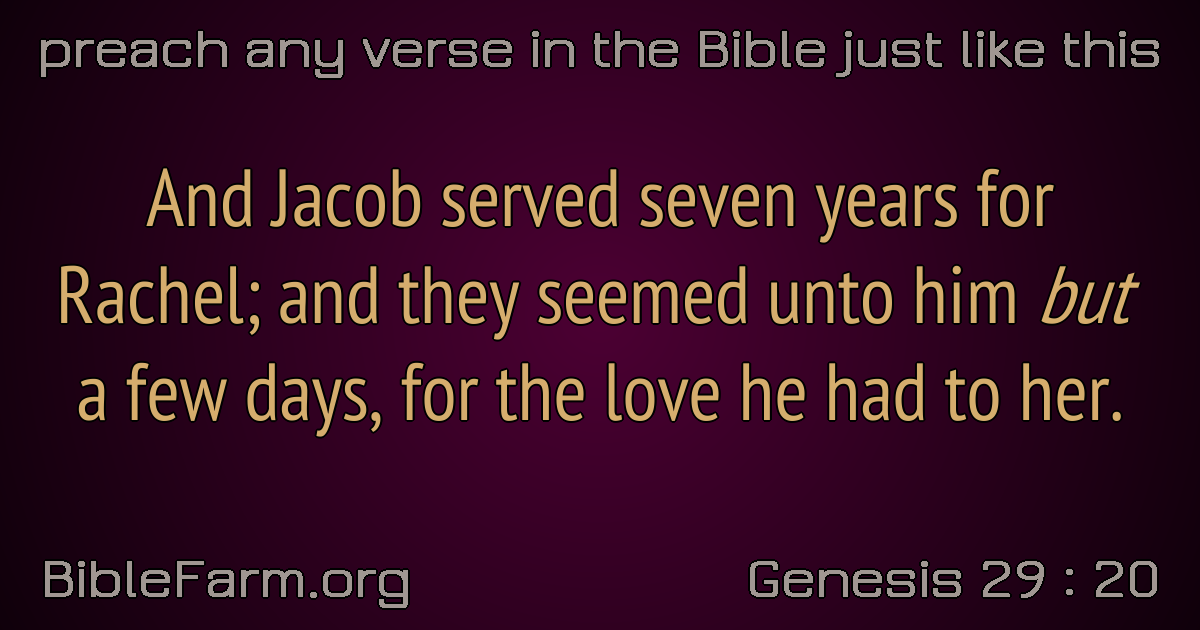 preach any verse in the Bible just like this
And Jacob served seven years for
Rachel; and they seemed unto him but
a few days, for the love he had to her.
BibleFarm.org
Genesis 29 : 20